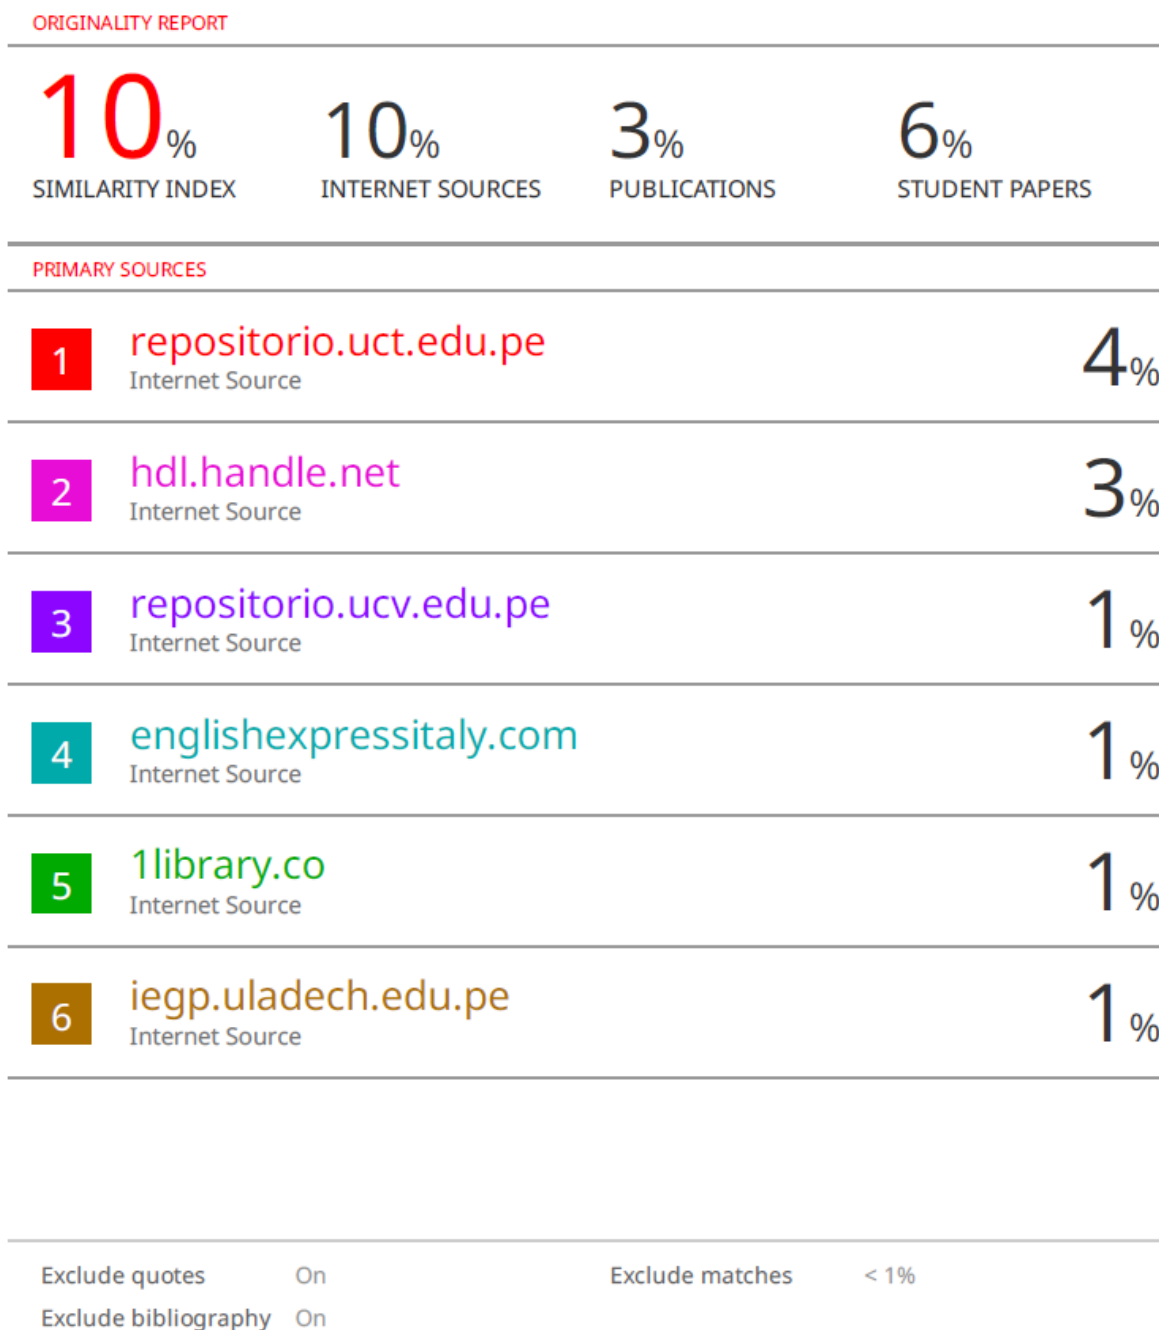 ORIGINALITY REPORT
10% 10% 3% 6%
SIMILARITY INDEX INTERNET SOURCES PUBLICATIONS STUDENT PAPERS
PRIMARY SOURCES
1 repositorio.uct.edu.pe 4%
Internet Source
2 hdl.handle.net 3%
Internet Source
3 repositorio.ucv.edu.pe 1%
Internet Source
4 englishexpressitaly.com 1%
Internet Source
5 1library.co 1%
Internet Source
6 iegp.uladech.edu.pe 1%
Internet Source
Exclude quotes On Exclude matches < 1%
Exclude bibliography On